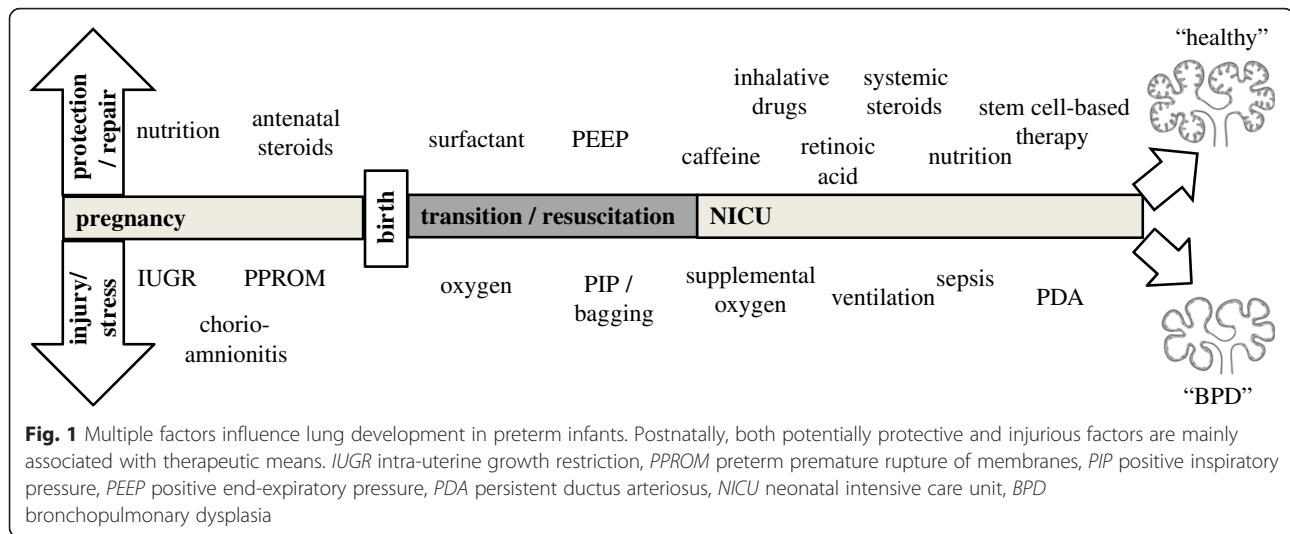 “healthy”
protection
/ repair
nutrition
antenatal
steroids
surfactant
PEEP
caffeine
inhalative
drugs
retinoic
acid
systemic
steroids
nutrition
stem cell-based
therapy
pregnancy
birth
transition / resuscitation
NICU
injury/
stress
IUGR
PPROM
chorio-
amnionitis
oxygen
PIP /
bagging
supplemental
oxygen
ventilation
sepsis
PDA
“BPD”
Fig. 1 Multiple factors influence lung development in preterm infants. Postnatally, both potentially protective and injurious factors are mainly
associated with therapeutic means. IUGR intra-uterine growth restriction, PPROM preterm premature rupture of membranes, PIP positive inspiratory
pressure, PEEP positive end-expiratory pressure, PDA persistent ductus arteriosus, NICU neonatal intensive care unit, BPD
bronchopulmonary dysplasia